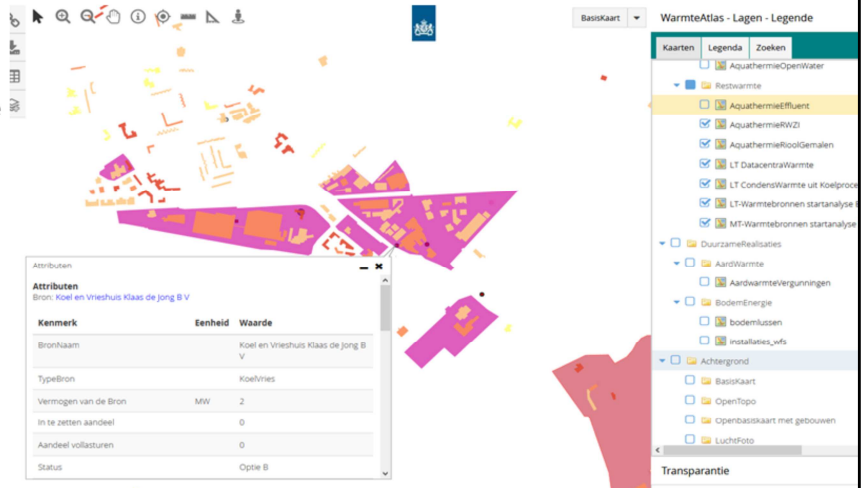 BasisKaart
WarmteAtlas - Lagen - Legende
Kaarten Legenda Zoeken
AquathermieOpenWater
Restwarmte
AquathermieEffluent
AquathermieRWZI
AquathermieRioolGemalen
LT DatacentraWarmte
LT CondensWarmte uit Koelproce
LT-Warmtebronnen startanalyse
MT-Warmtebronnen startanalyse
DuurzameRealisaties
AardWarmte
AardwarmteVergunningen
BodemEnergie
bodemlussen
installaties_wfs
Achtergrond
BasisKaart
OpenTopo
Openbasiskaart met gebouwen
LuchtFoto
Transparantie
Attributen
Attributen
Bron: Koel en Vrieshuis Klaas de Jong B V
Kenmerk Eenheid Waarde
BronNaam Koel en Vrieshuis Klaas de Jong B
V
TypeBron KoelVries
Vermogen van de Bron MW 2
In te zetten aandeel 0
Aandeel vollasturen 0
Status Optie B